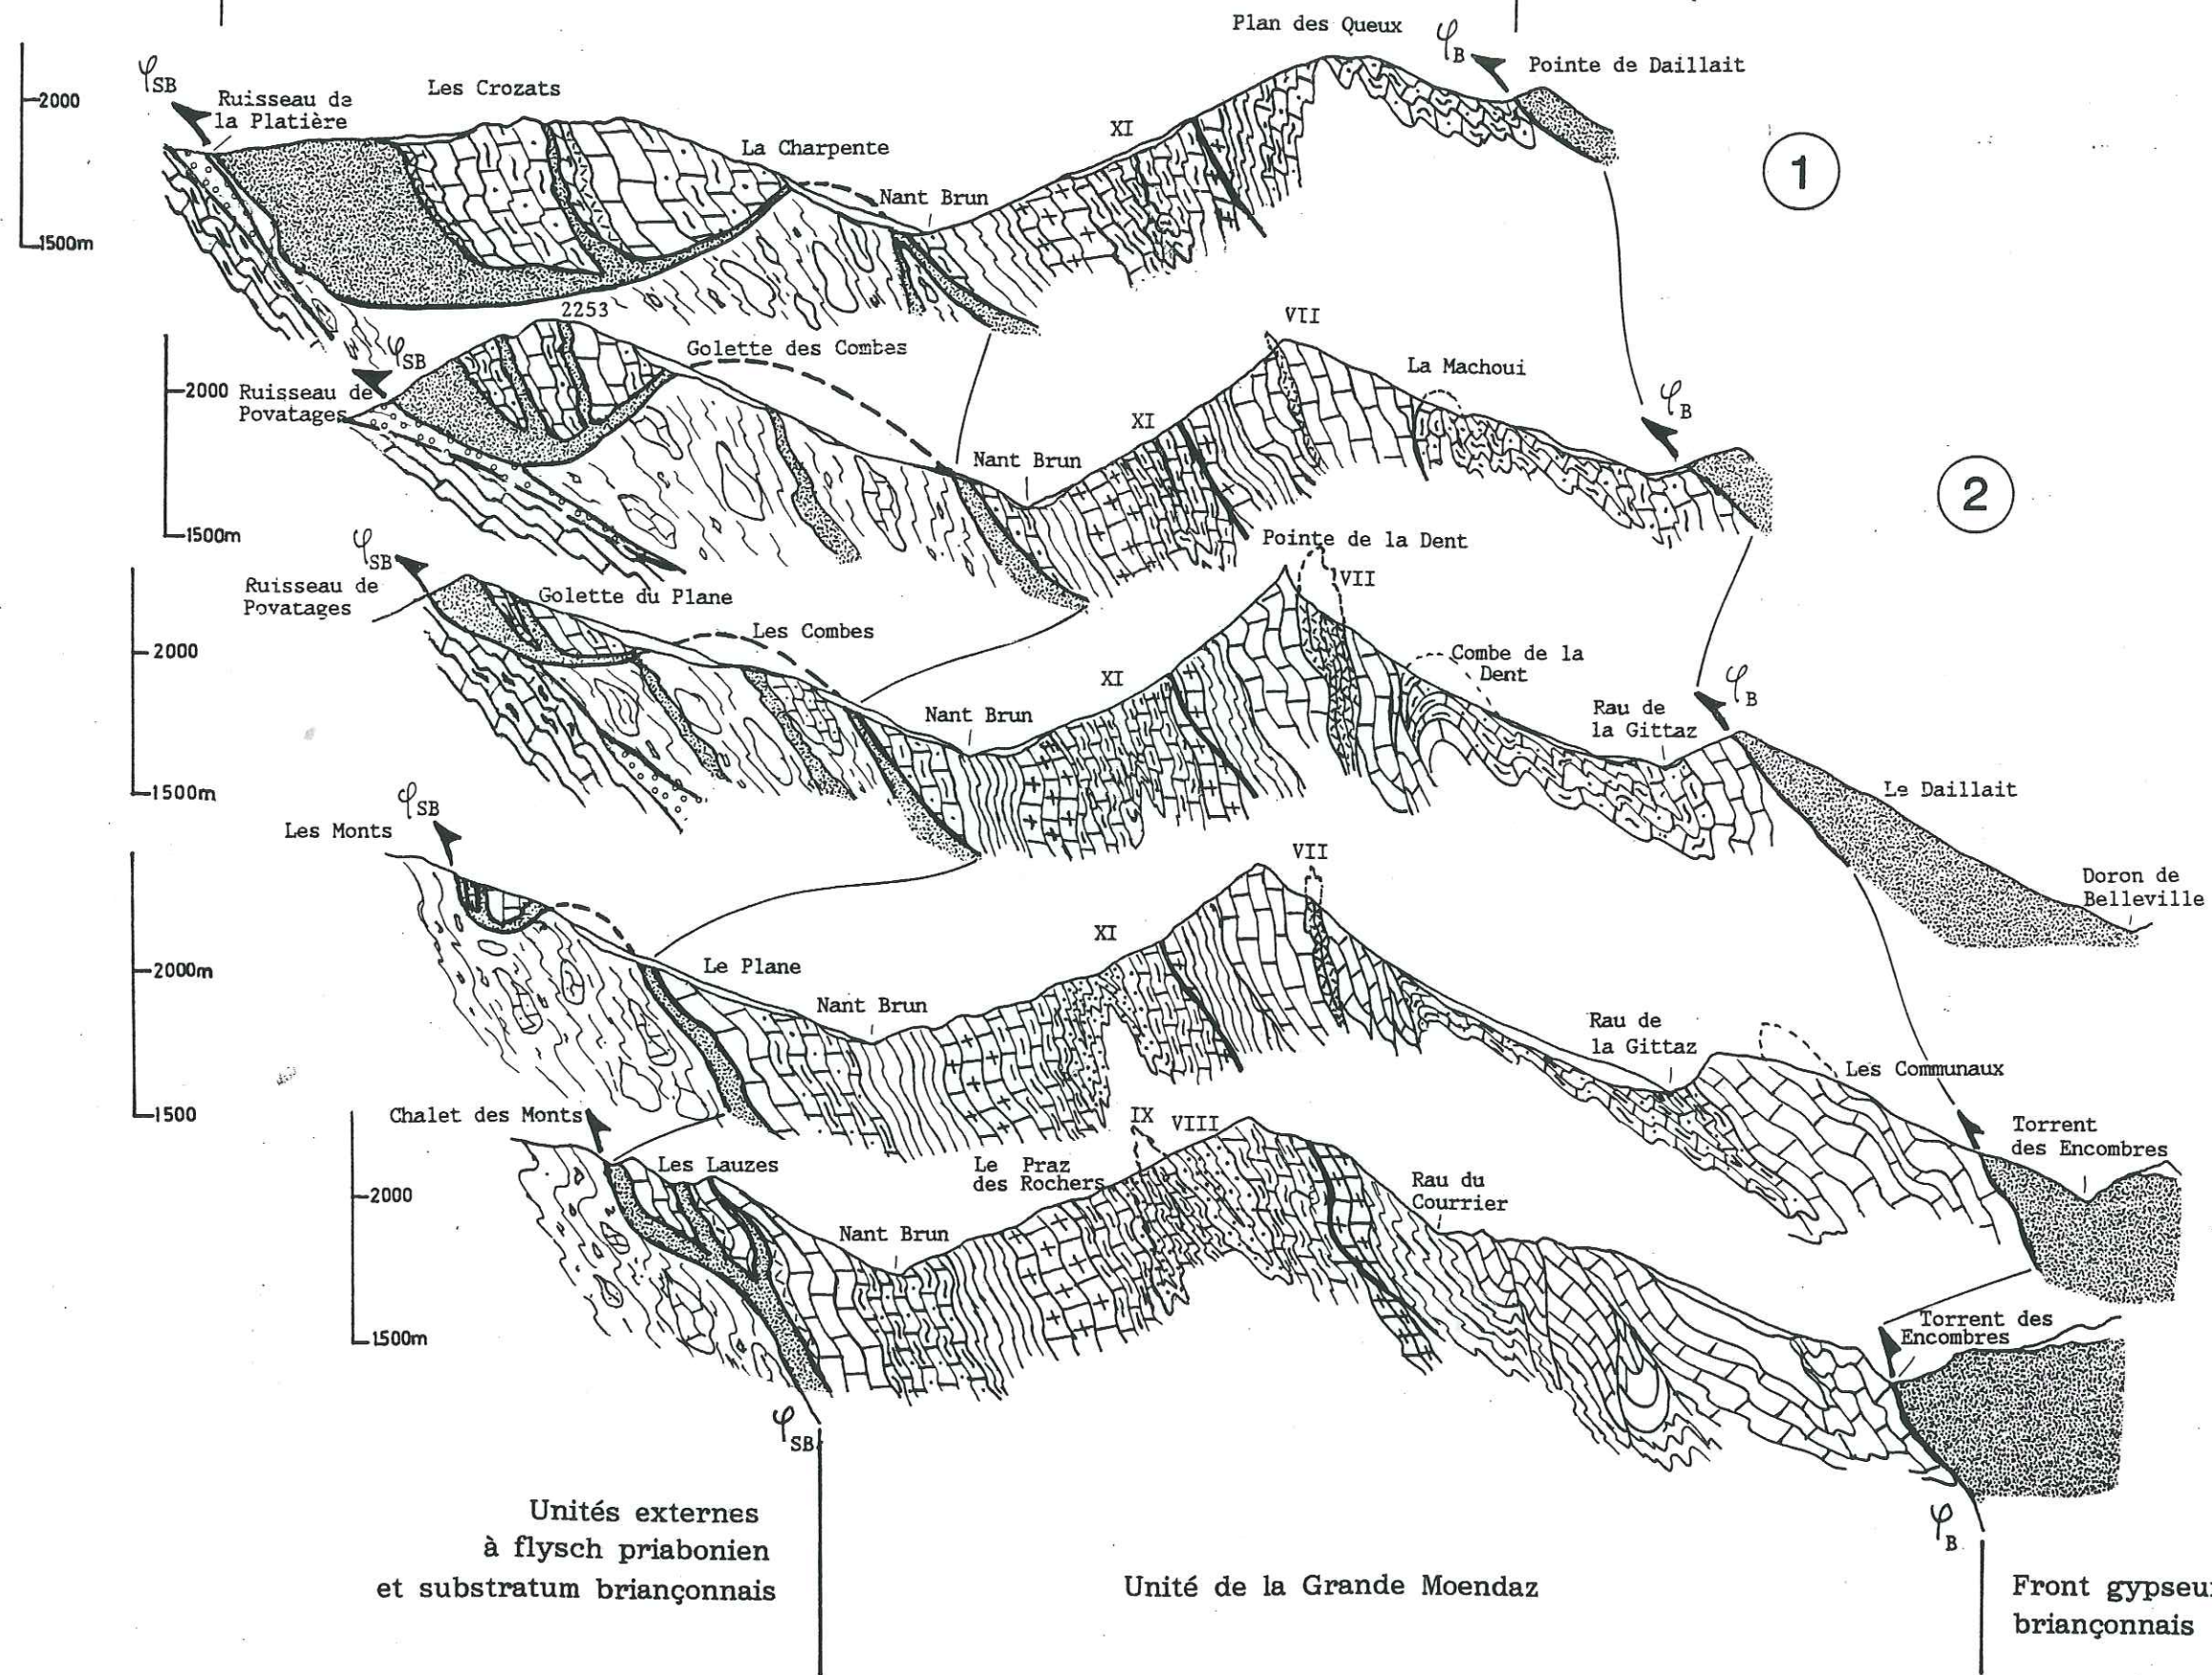 Plan des Queux
φB
Pointe de Daillait
φSB
Ruisseau de
la Platière
Les Crozats
2000
1500m
La Charpente
Nant Brun
XI
1
2253
φSB
Golette des Combes
2000
Ruisseau de
Povatages
1500m
Nant Brun
XI
VII
La Machoui
φB
2
φSB
Ruisseau de
Povatages
Golette du Plane
Les Combes
2000
1500m
Nant Brun
XI
Pointe de la Dent
VII
Combe de la
Dent
Rau de
la Gittaz
φB
Le Daillait
Doron de
Belleville
φSB
Les Monts
2000m
1500
Le Plane
Nant Brun
XI
VII
Rau de
la Gittaz
Les Communaux
Torrent
des Encombres
Chalet des Monts
2000
1500m
Les Lauzes
Nant Brun
Le Praz
des Rochers
IX
VIII
Rau du
Courrier
Torrent des
Encombres
φSB
φB
Unités externes
à flysch priabonien
et substratum briançonnais
Unité de la Grande Moendaz
Front gypseu
briançonnais